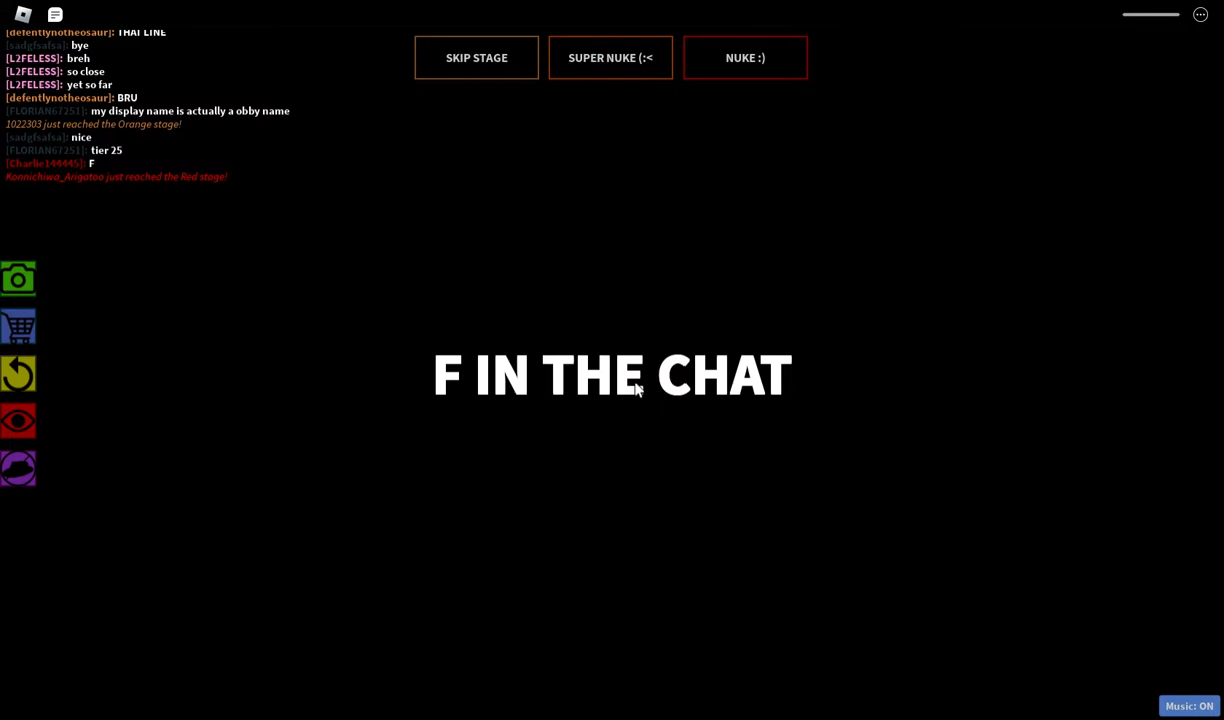 [defentlynotheosaur]: THAT LINE
[sadgfsafsa]: bye
[L2FELESS]: breh
[L2FELESS]: so close
[L2FELESS]: yet so far
[defentlynotheosaur]: BRU
[FLORIAN67251]: my display name is actually a obby name
1022303 just reached the Orange stage!
[sadgfsafsa]: nice
[FLORIAN67251]: tier 25
[Charlie144445]: F
Konnichiwa_Arigatoo just reached the Red stage!
SKIP STAGE
SUPER NUKE (:<
NUKE :)
F IN THE CHAT
Music: ON